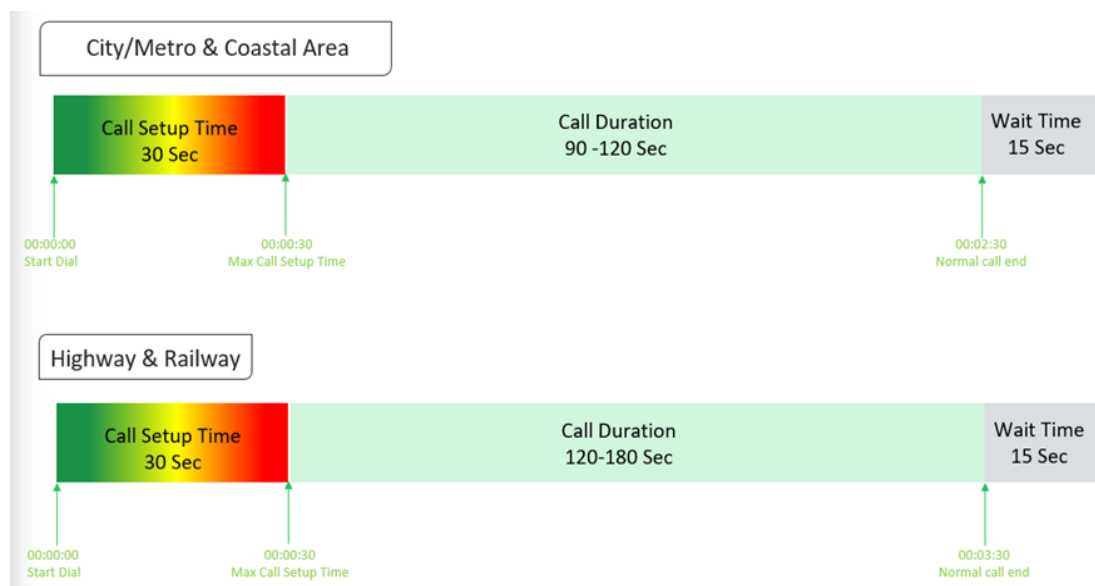 City/Metro & Coastal Area
Call Setup Time
30 Sec
Call Duration
90 -120 Sec
Wait Time
15 Sec
00:00:00
Start Dial
00:00:30
Max Call Setup Time
00:02:30
Normal call end
Highway & Railway
Call Setup Time
30 Sec
Call Duration
120-180 Sec
Wait Time
15 Sec
00:00:00
Start Dial
00:00:30
Max Call Setup Time
00:03:30
Normal call end